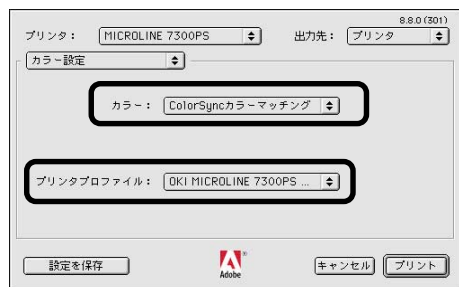 8.8.0 (301)
プリンタ： MICROLINE 7300PS 出力先： プリンタ
カラー設定
カラー： ColorSyncカラーマッチング
プリンタプロファイル： OKI MICROLINE 7300PS ...
設定を保存 Adobe キャンセル プリント